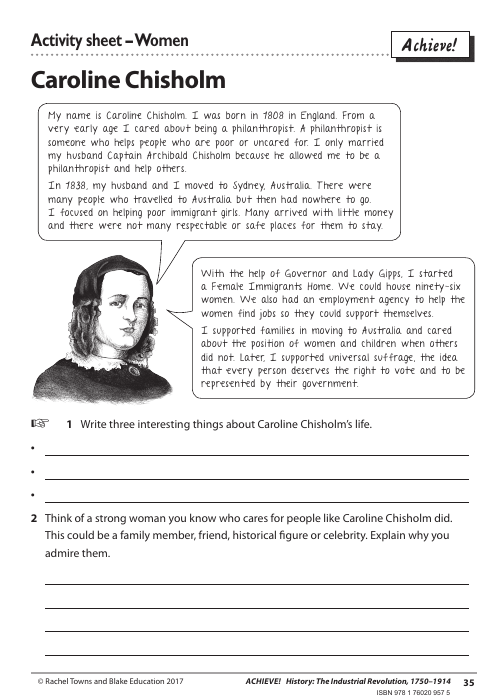 Activity sheet – Women
Achieve!
Caroline Chisholm
My name is Caroline Chisholm. I was born in 1808 in England. From a
very early age I cared about being a philanthropist. A philanthropist is
someone who helps people who are poor or uncared for. I only married
my husband Captain Archibald Chisholm because he allowed me to be a
philanthropist and help others.
In 1838, my husband and I moved to Sydney, Australia. There were
many people who travelled to Australia but then had nowhere to go.
I focused on helping poor immigrant girls. Many arrived with little money
and there were not many respectable or safe places for them to stay.
With the help of Governor and Lady Gipps, I started
a Female Immigrants Home. We could house ninety-six
women. We also had an employment agency to help the
women find jobs so they could support themselves.
I supported families in moving to Australia and cared
about the position of women and children when others
did not. Later, I supported universal suffrage, the idea
that every person deserves the right to vote and to be
represented by their government.
1 Write three interesting things about Caroline Chisholm's life.
•
•
•
2 Think of a strong woman you know who cares for people like Caroline Chisholm did.
This could be a family member, friend, historical figure or celebrity. Explain why you
admire them.
© Rachel Towns and Blake Education 2017
ACHIEVE! History: The Industrial Revolution, 1750–1914 35
ISBN 978 1 76020 957 5